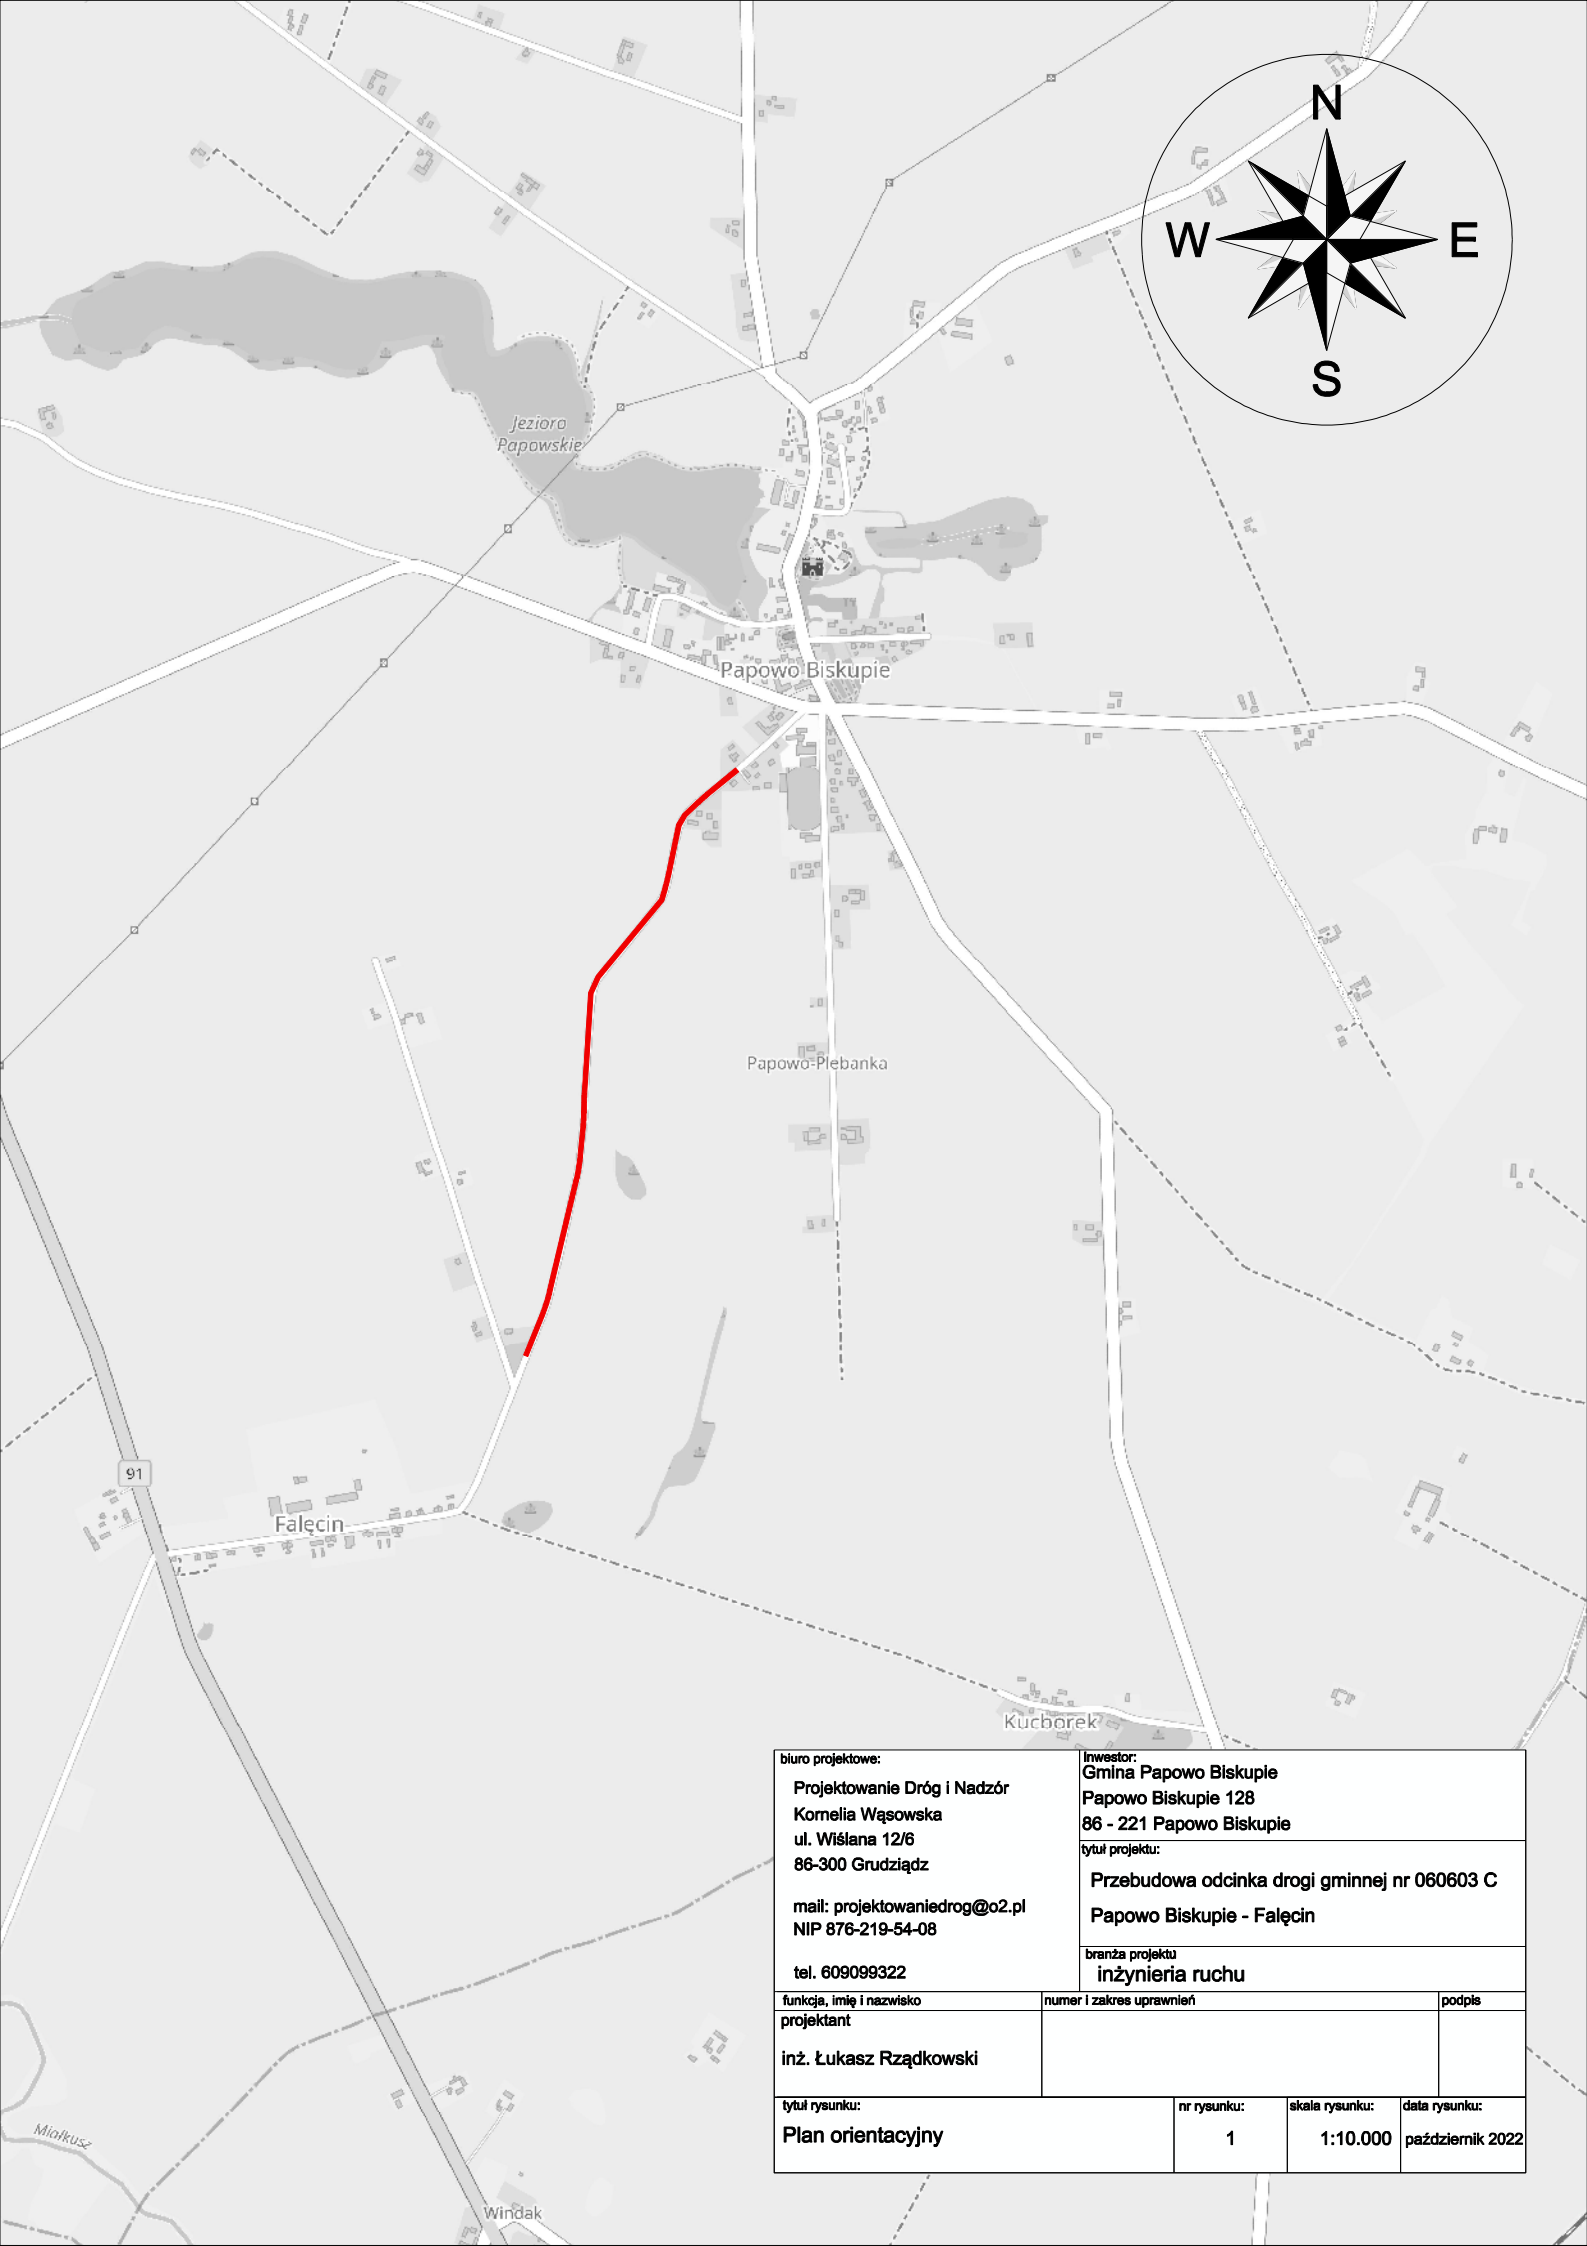 N
W
E
S
Jezioro
Papowskie
Papowo Biskupie
Papowo-Plebanka
91
Falęcin
Kucborek
Miałkusz
Windak
biuro projektowe:
Projektowanie Dróg i Nadzór
Kornelia Wąsowska
ul. Wiślana 12/6
86-300 Grudziądz
mail: projektowaniedrog@o2.pl
NIP 876-219-54-08
tel. 609099322
Inwestor:
Gmina Papowo Biskupie
Papowo Biskupie 128
86 - 221 Papowo Biskupie
tytuł projektu:
Przebudowa odcinka drogi gminnej nr 060603 C
Papowo Biskupie - Falęcin
branża projektu
inżynieria ruchu
funkcja, imię i nazwisko
numer i zakres uprawnień
podpis
projektant
inż. Łukasz Rządkowski
tytuł rysunku:
Plan orientacyjny
nr rysunku:
1
skala rysunku:
1:10.000
data rysunku:
październik 2022